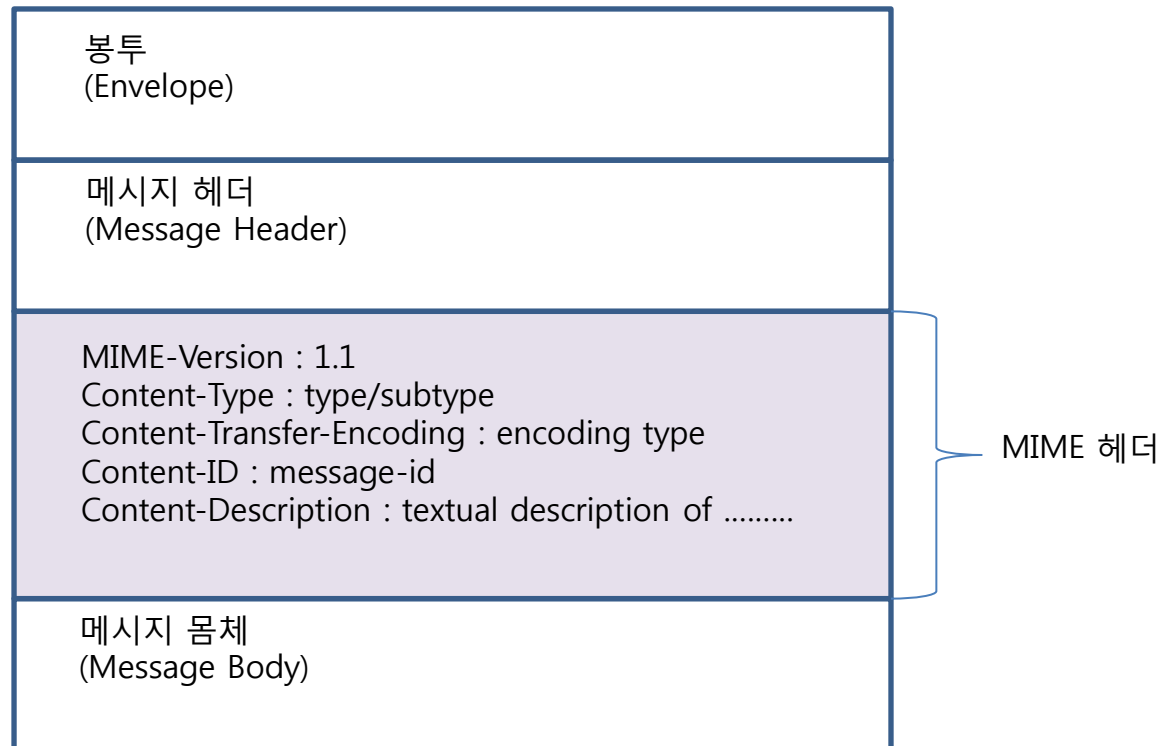 봉투
(Envelope)
메시지 헤더
(Message Header)
MIME-Version : 1.1
Content-Type : type/subtype
Content-Transfer-Encoding : encoding type
Content-ID : message-id
Content-Description : textual description of .........
MIME 헤더
메시지 몸체
(Message Body)